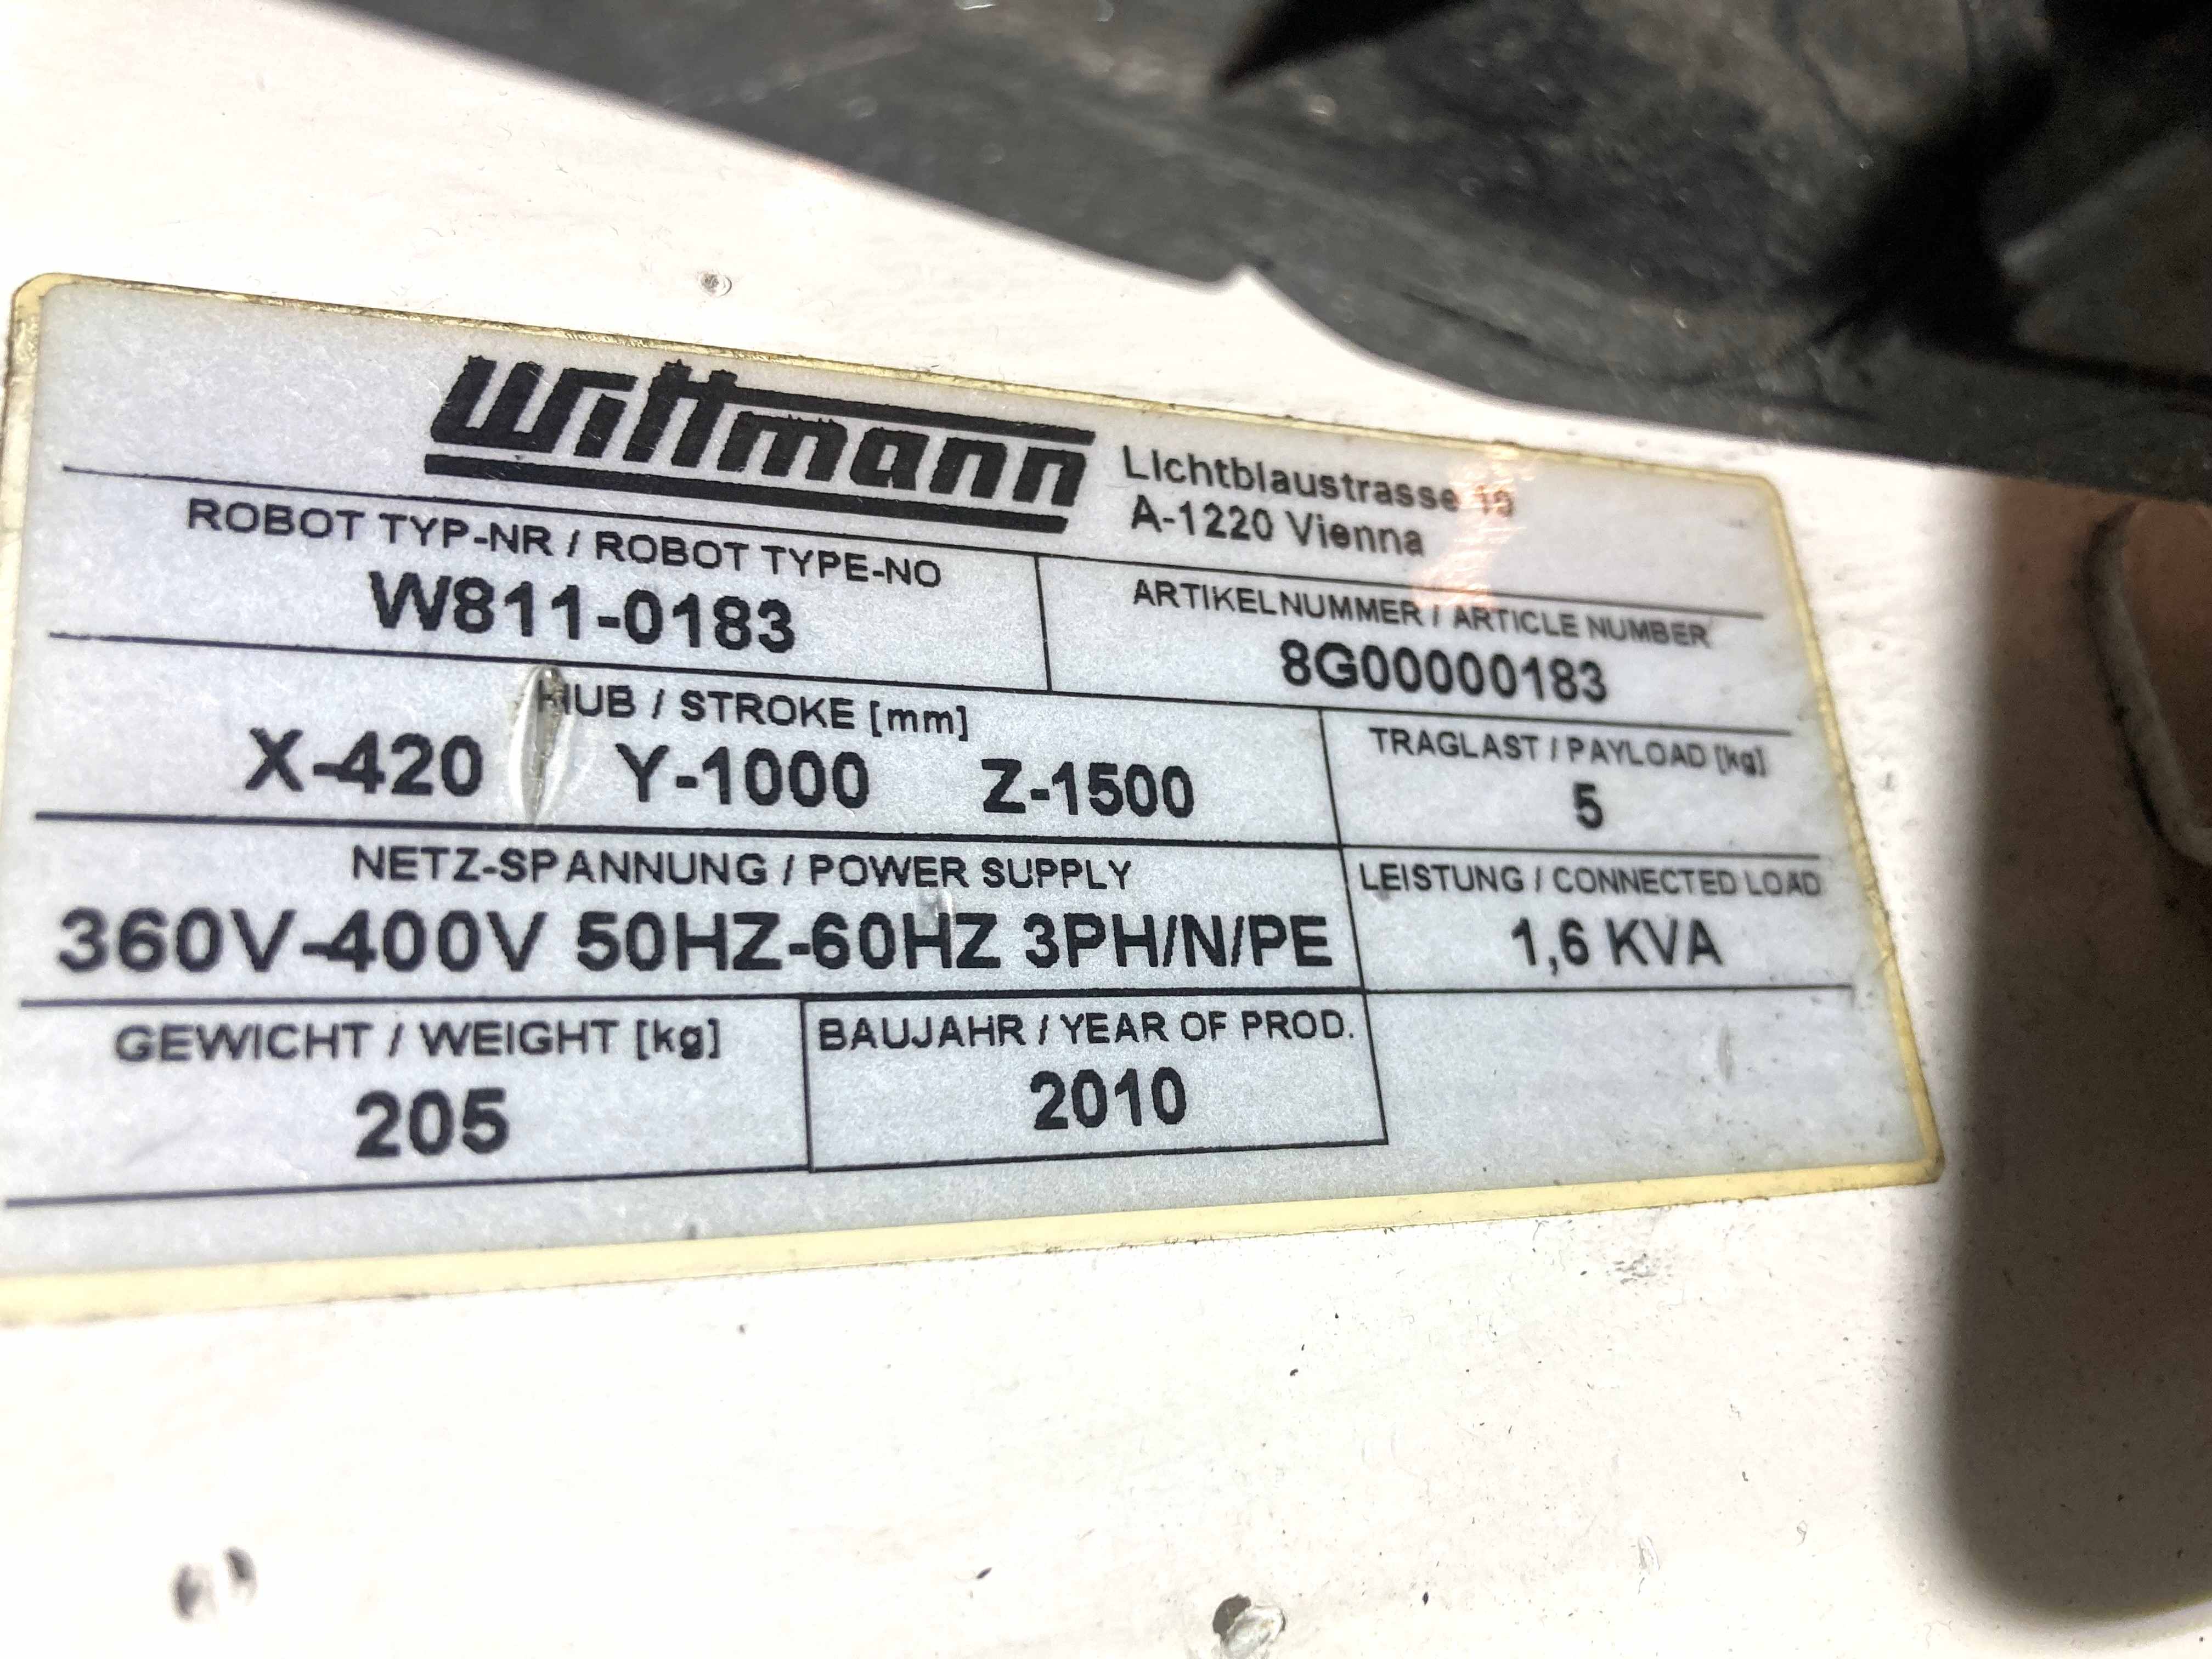 wittmann
Lichtblaustrasse 10
A-1220 Vienna
ROBOT TYP-NR / ROBOT TYPE-NO
W811-0183
ARTIKELNUMMER / ARTICLE NUMBER
8G00000183
HUB / STROKE [mm]
X-420 Y-1000 Z-1500
TRAGLAST / PAYLOAD [kg]
5
NETZ-SPANNUNG / POWER SUPPLY
360V-400V 50HZ-60HZ 3PH/N/PE
LEISTUNG / CONNECTED LOAD
1,6 KVA
GEWICHT / WEIGHT [kg]
205
BAUJAHR / YEAR OF PROD.
2010